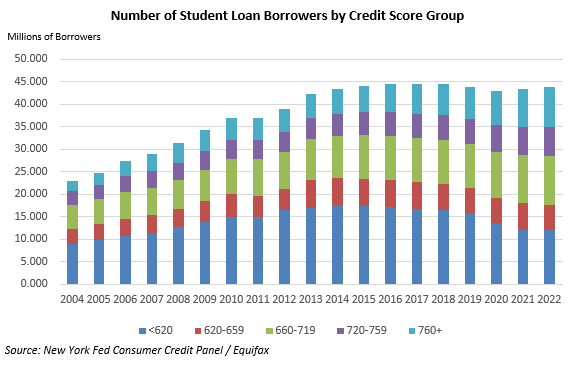 Number of Student Loan Borrowers by Credit Score Group
Millions of Borrowers
50.000
45.000
40.000
35.000
30.000
25.000
20.000
15.000
10.000
5.000
0.000
2004 2005 2006 2007 2008 2009 2010 2011 2012 2013 2014 2015 2016 2017 2018 2019 2020 2021 2022
<620 620-659 660-719 720-759 760+
Source: New York Fed Consumer Credit Panel / Equifax